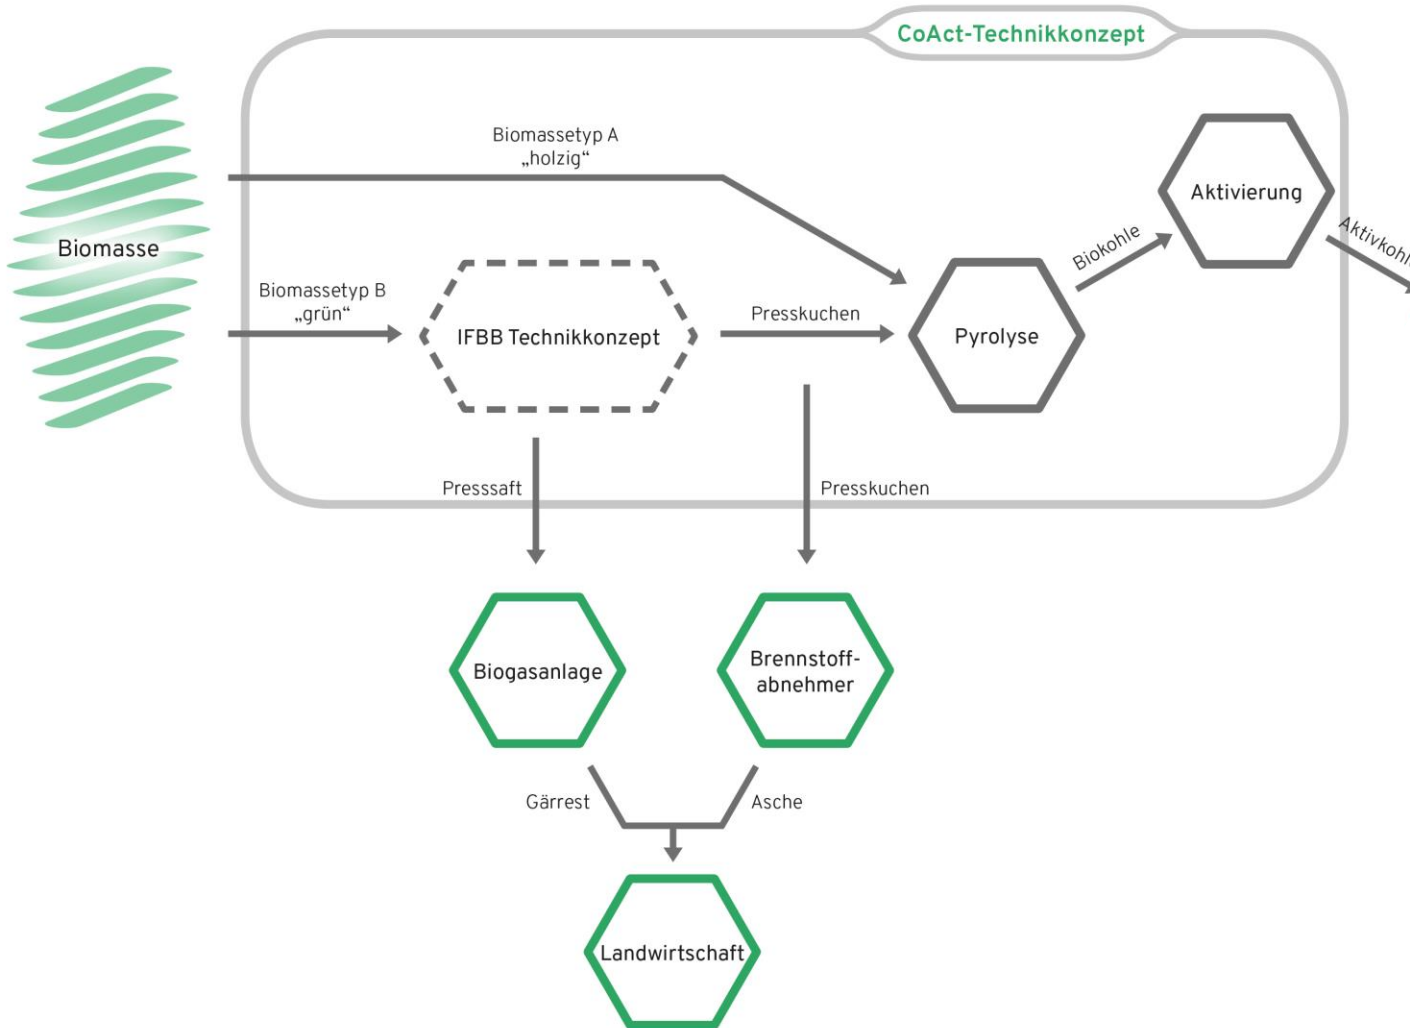 CoAct-Technikkonzept
Biomassetyp A
„holzig“
Aktivierung
Biomasse
Biokohle
Aktivkohle
Biomassetyp B
„grün“
IFBB Technikkonzept
Presskuchen
Pyrolyse
Presssaft
Presskuchen
Biogasanlage
Brennstoff-
abnehmer
Gärrest
Asche
Landwirtschaft